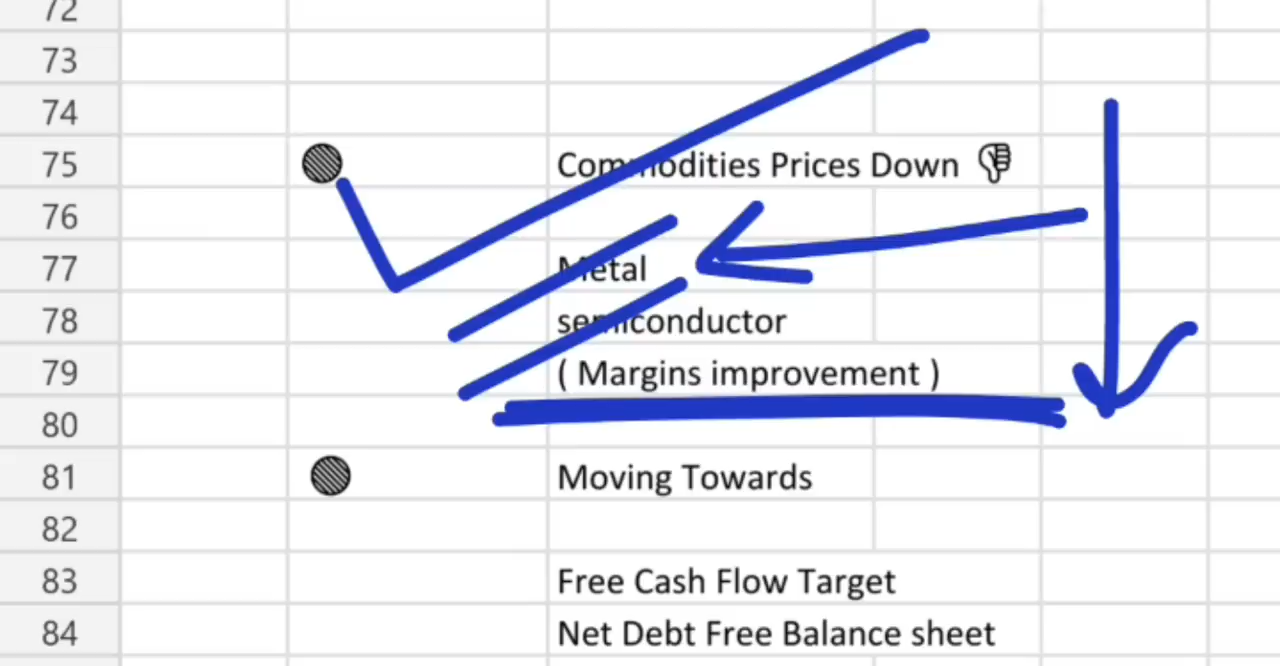 72
73
74
75 Commodities Prices Down 👎
76
77 Metal
78 semiconductor
79 ( Margins improvement )
80
81 Moving Towards
82
83 Free Cash Flow Target
84 Net Debt Free Balance sheet